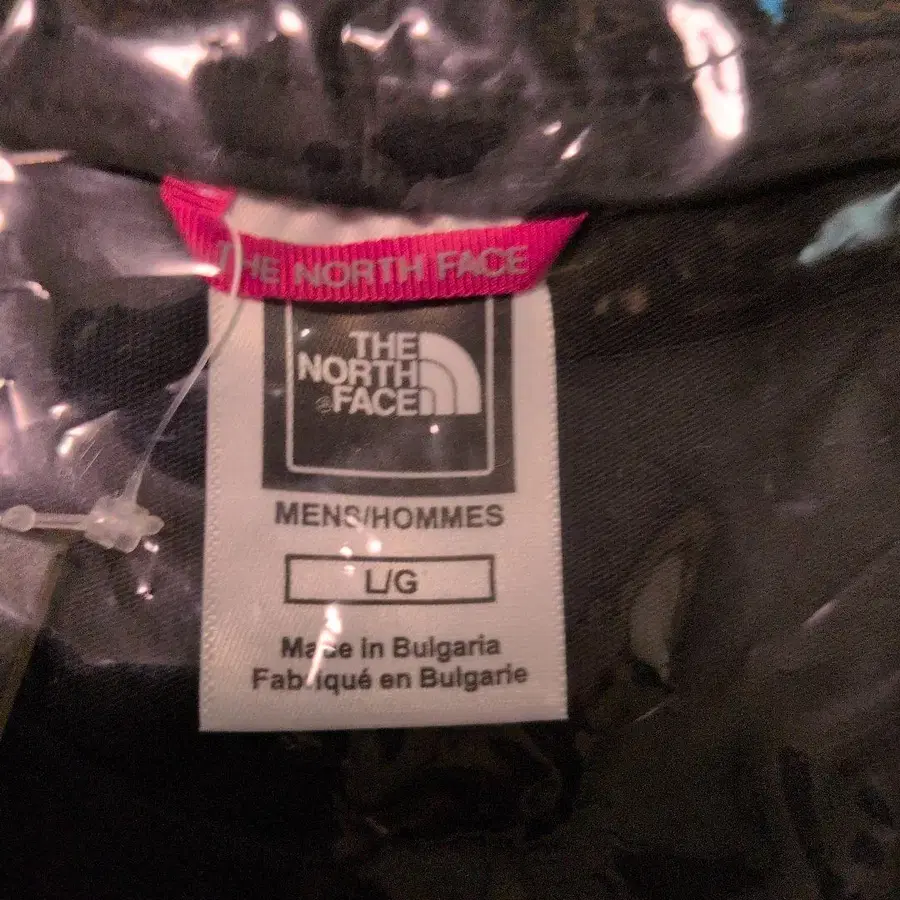 THE NORTH FACE
THE
NORTH
FACE
MENS/HOMMES
L/G
Made in Bulgaria
Fabriqué en Bulgarie